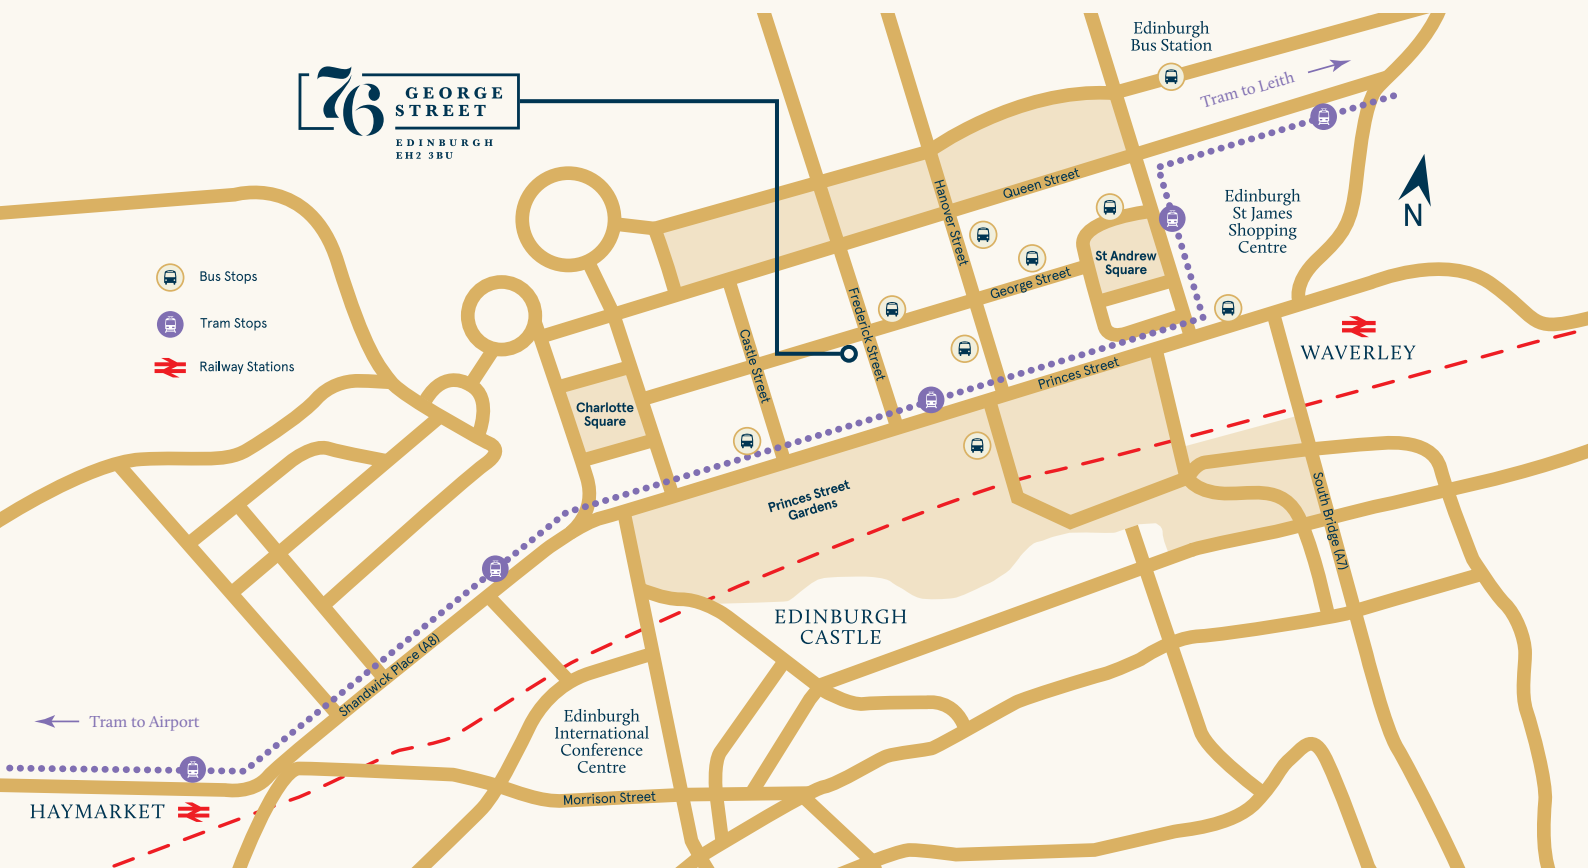 Edinburgh
Bus Station
Tram to Leith
76
GEORGE
STREET
EDINBURGH
EH2 3BU
Queen Street
Hanover Street
Edinburgh
St James
Shopping
Centre
N
St Andrew
Square
George Street
Bus Stops
Tram Stops
Railway Stations
Frederick Street
Castle Street
Princes Street
WAVERLEY
Charlotte
Square
Princes Street
Gardens
South Bridge (A7)
EDINBURGH
CASTLE
Shandwick Place (A8)
Tram to Airport
Edinburgh
International
Conference
Centre
Morrison Street
HAYMARKET